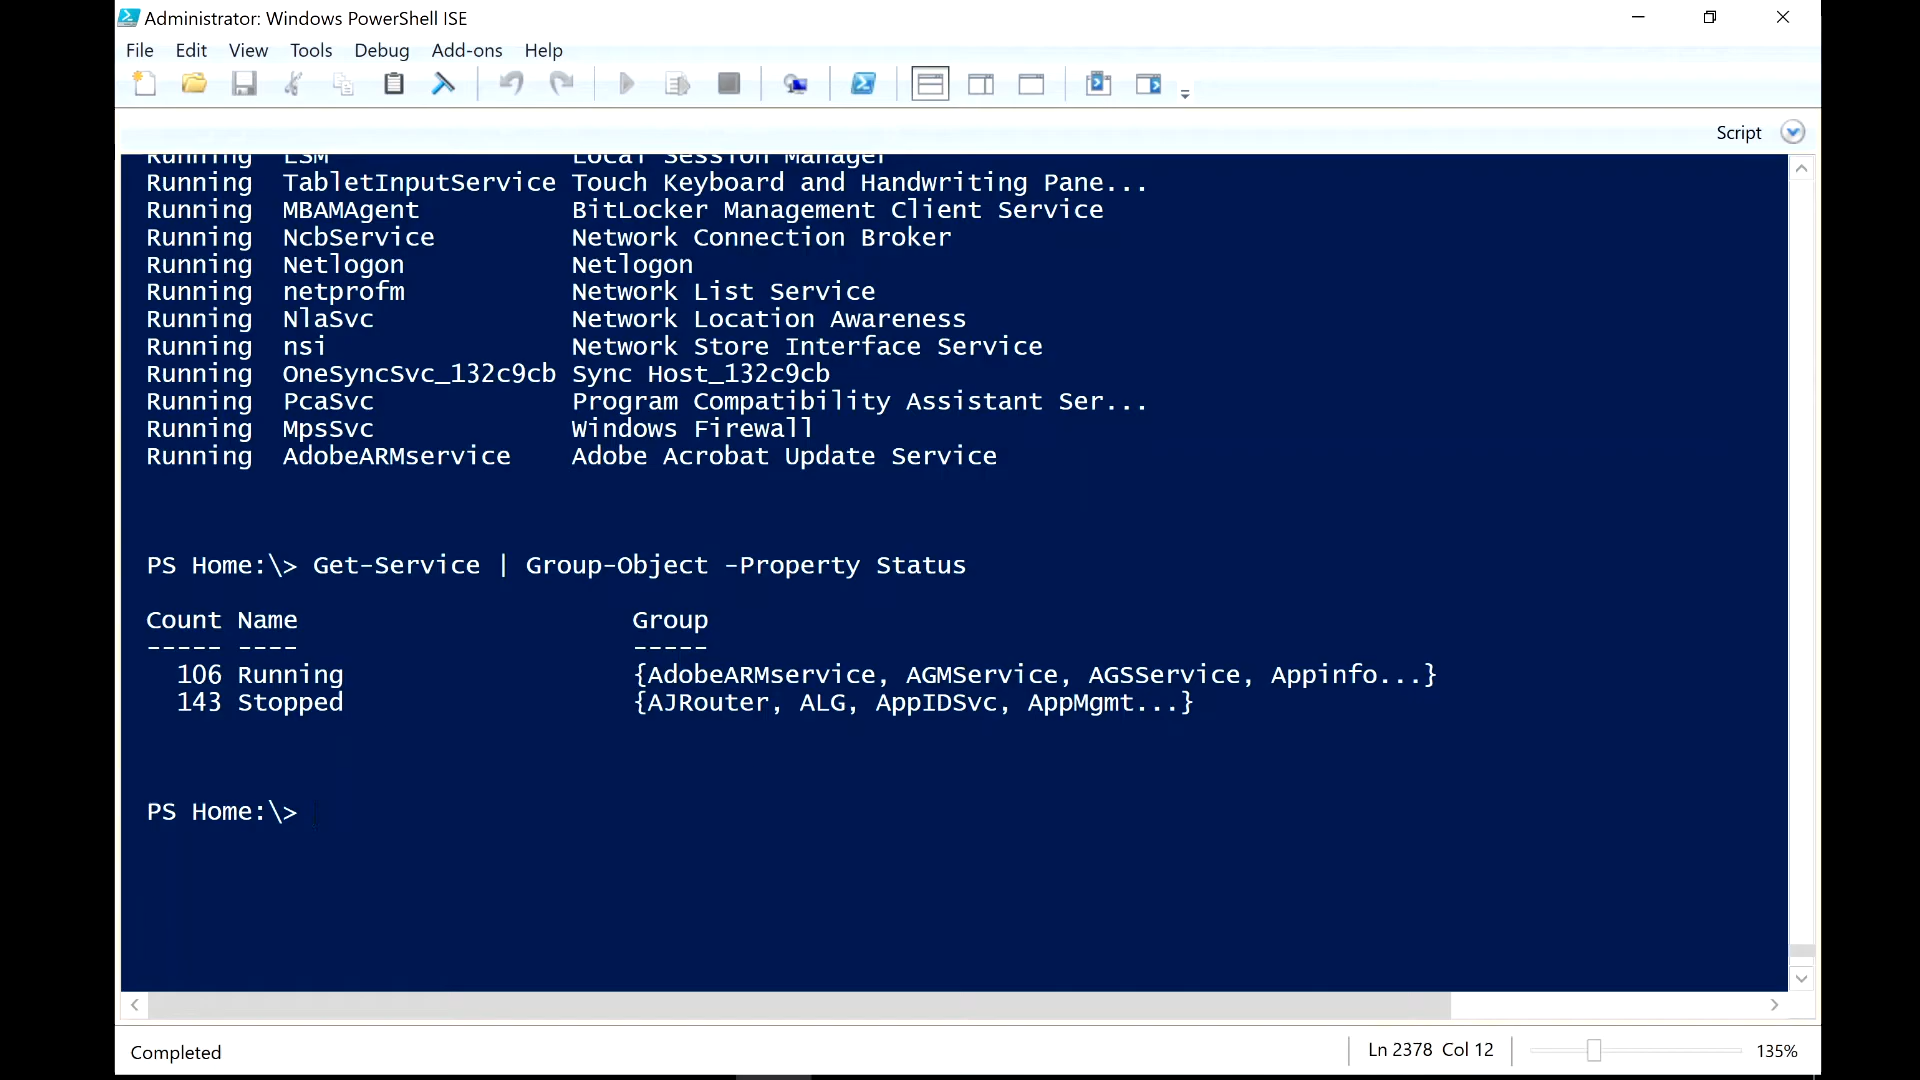 Administrator: Windows PowerShell ISE
File Edit View Tools Debug Add-ons Help
Script
Running LSM Local Session Manager
Running TabletInputService Touch Keyboard and Handwriting Pane...
Running MBAMAgent BitLocker Management Client Service
Running NcbService Network Connection Broker
Running Netlogon Netlogon
Running netprofm Network List Service
Running NlaSvc Network Location Awareness
Running nsi Network Store Interface Service
Running OneSyncSvc_132c9cb Sync Host_132c9cb
Running PcaSvc Program Compatibility Assistant Ser...
Running MpsSvc Windows Firewall
Running AdobeARMservice Adobe Acrobat Update Service
PS Home:\> Get-Service | Group-Object -Property Status
Count Name Group
----- ---- -----
106 Running {AdobeARMservice, AGMService, AGSService, Appinfo...}
143 Stopped {AJRouter, ALG, AppIDSvc, AppMgmt...}
PS Home:\>
Completed Ln 2378 Col 12 135%